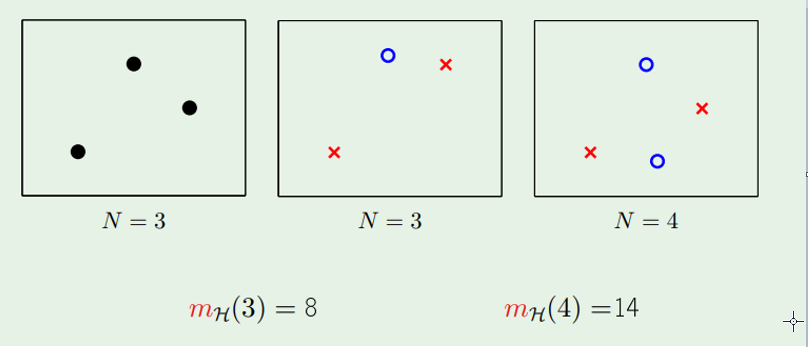 N = 3
N = 3
N = 4
m_ℋ(3) = 8
m_ℋ(4) =14